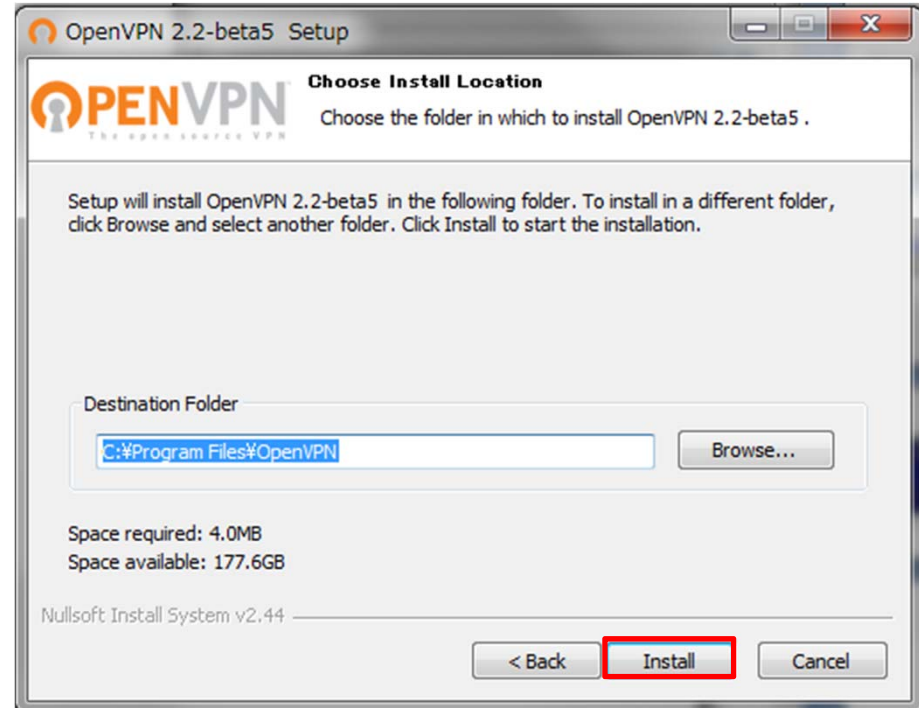 OpenVPN 2.2-beta5 Setup
OPENVPN
The open source VPN
Choose Install Location
Choose the folder in which to install OpenVPN 2.2-beta5 .
Setup will install OpenVPN 2.2-beta5 in the following folder. To install in a different folder,
click Browse and select another folder. Click Install to start the installation.
Destination Folder
C:¥Program Files¥OpenVPN
Browse...
Space required: 4.0MB
Space available: 177.6GB
Nullsoft Install System v2.44
< Back
Install
Cancel